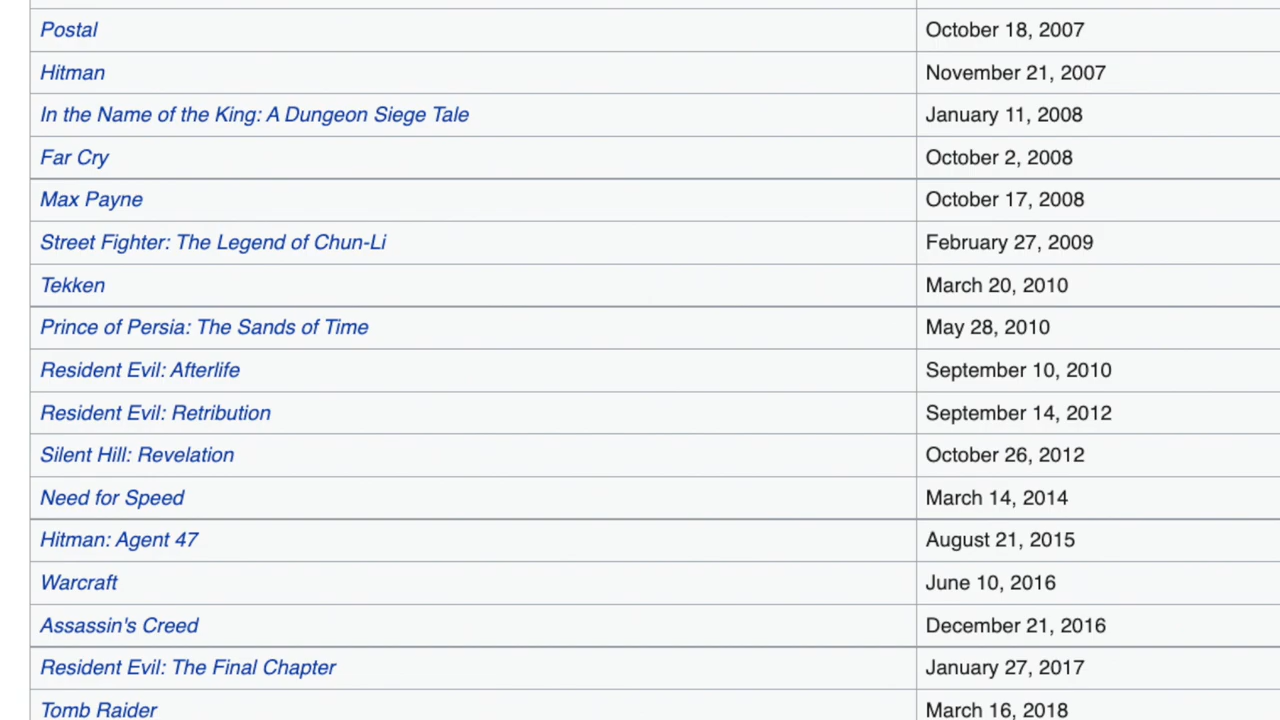 Postal October 18, 2007
Hitman November 21, 2007
In the Name of the King: A Dungeon Siege Tale January 11, 2008
Far Cry October 2, 2008
Max Payne October 17, 2008
Street Fighter: The Legend of Chun-Li February 27, 2009
Tekken March 20, 2010
Prince of Persia: The Sands of Time May 28, 2010
Resident Evil: Afterlife September 10, 2010
Resident Evil: Retribution September 14, 2012
Silent Hill: Revelation October 26, 2012
Need for Speed March 14, 2014
Hitman: Agent 47 August 21, 2015
Warcraft June 10, 2016
Assassin's Creed December 21, 2016
Resident Evil: The Final Chapter January 27, 2017
Tomb Raider March 16, 2018